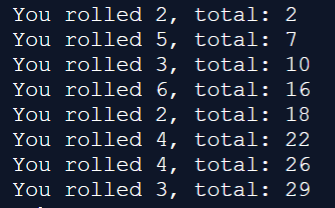 You rolled 2, total: 2
You rolled 5, total: 7
You rolled 3, total: 10
You rolled 6, total: 16
You rolled 2, total: 18
You rolled 4, total: 22
You rolled 4, total: 26
You rolled 3, total: 29